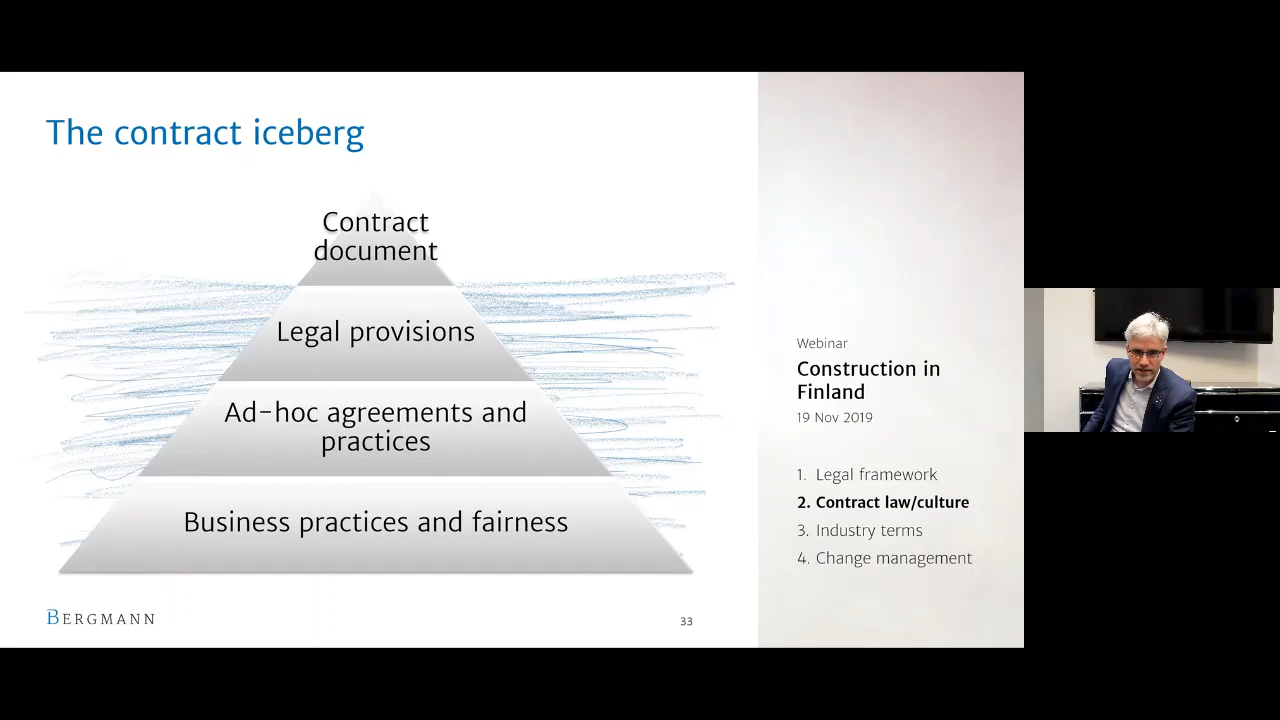 The contract iceberg
Contract
document
Legal provisions
Ad-hoc agreements and
practices
Business practices and fairness
BERGMANN
33
Webinar
Construction in
Finland
19 Nov 2019
1. Legal framework
2. Contract law/culture
3. Industry terms
4. Change management